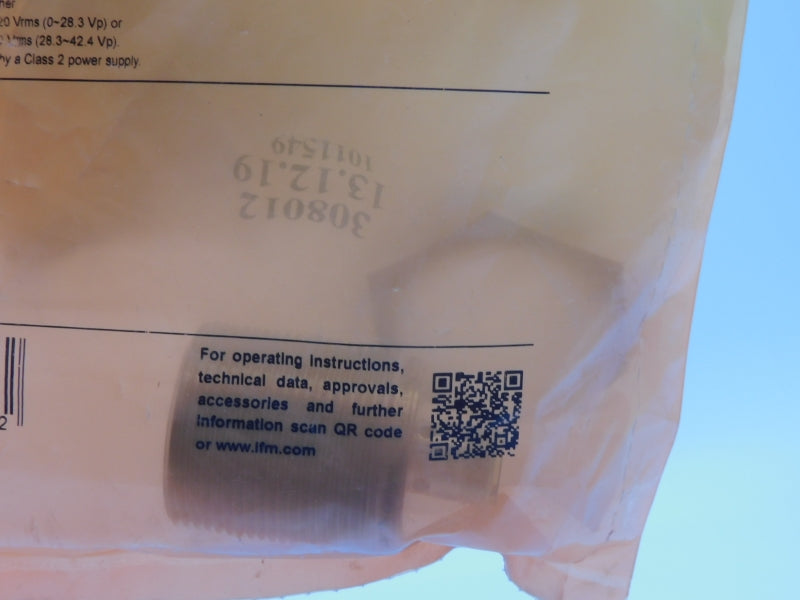 20 Vrms (0~28.3 Vp) or
Vrms (28.3~42.4 Vp).
by a Class 2 power supply.
1011549
13.12.19
308012
For operating instructions,
technical data, approvals,
accessories and further
information scan QR code
or www.ifm.com
2